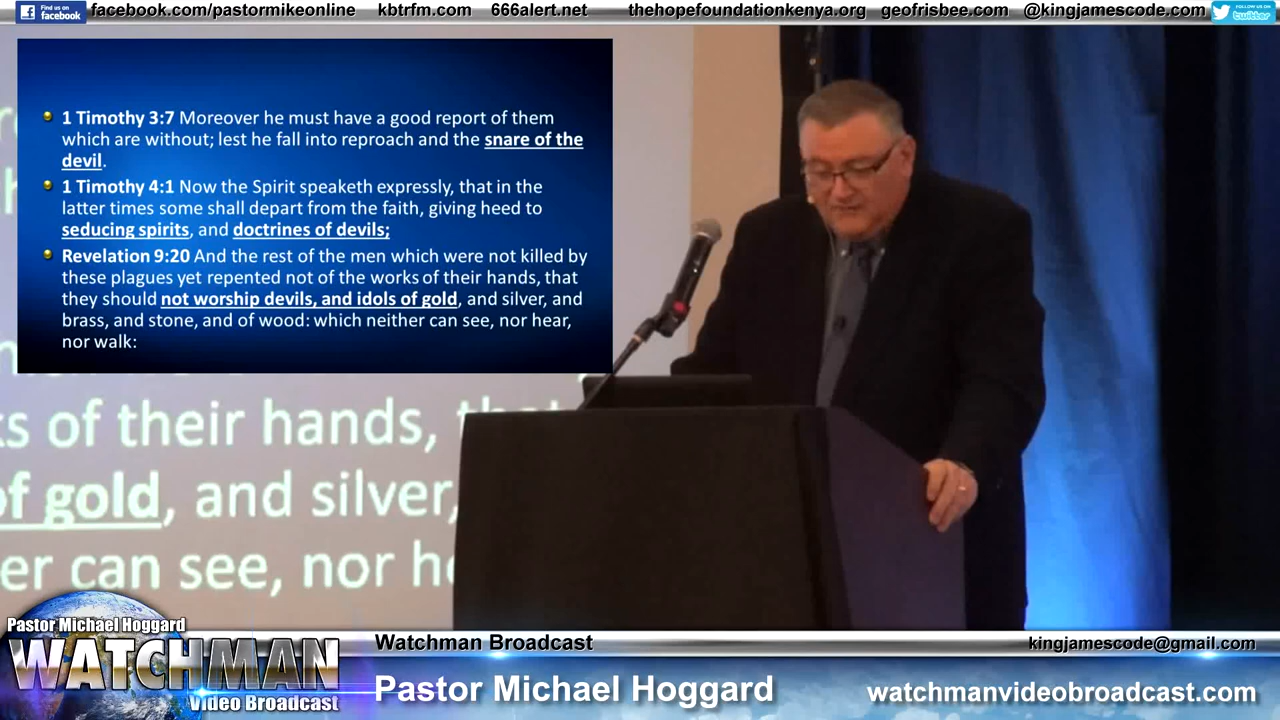 Find us on
facebook
facebook.com/pastormikeonline kbtrfm.com 666alert.net thehopefoundationkenya.org geofrisbee.com @kingjamescode.com
FOLLOW US ON
twitter
1 Timothy 3:7 Moreover he must have a good report of them
which are without; lest he fall into reproach and the snare of the
devil.
1 Timothy 4:1 Now the Spirit speaketh expressly, that in the
latter times some shall depart from the faith, giving heed to
seducing spirits, and doctrines of devils;
Revelation 9:20 And the rest of the men which were not killed by
these plagues yet repented not of the works of their hands, that
they should not worship devils, and idols of gold, and silver, and
brass, and stone, and of wood: which neither can see, nor hear,
nor walk:
s of their hands,
of gold, and silver,
er can see, nor he
Pastor Michael Hoggard
WATCHMAN
Video Broadcast
Watchman Broadcast
kingjamescode@gmail.com
Pastor Michael Hoggard
watchmanvideobroadcast.com